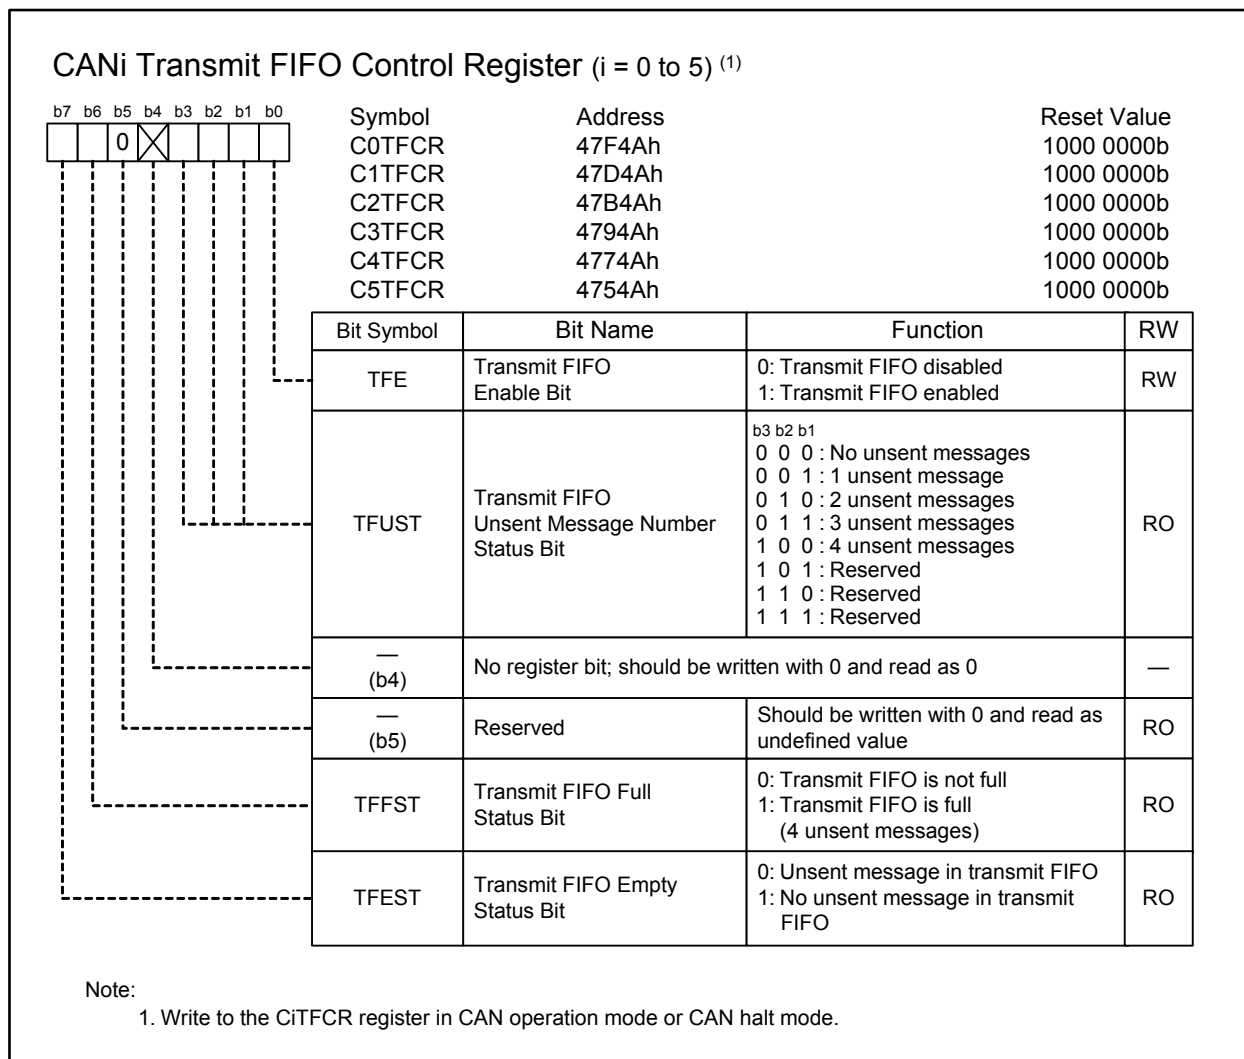 CANi Transmit FIFO Control Register (i = 0 to 5) (1)
b7 b6 b5 b4 b3 b2 b1 b0
0
Symbol Address Reset Value
C0TFCR 47F4Ah 1000 0000b
C1TFCR 47D4Ah 1000 0000b
C2TFCR 47B4Ah 1000 0000b
C3TFCR 4794Ah 1000 0000b
C4TFCR 4774Ah 1000 0000b
C5TFCR 4754Ah 1000 0000b
Bit Symbol Bit Name Function RW
TFE
Transmit FIFO
Enable Bit
0: Transmit FIFO disabled
1: Transmit FIFO enabled
RW
TFUST
Transmit FIFO
Unsent Message Number
Status Bit
b3 b2 b1
0 0 0 : No unsent messages
0 0 1 : 1 unsent message
0 1 0 : 2 unsent messages
0 1 1 : 3 unsent messages
1 0 0 : 4 unsent messages
1 0 1 : Reserved
1 1 0 : Reserved
1 1 1 : Reserved
RO
—
(b4)
No register bit; should be written with 0 and read as 0
—
—
(b5)
Reserved
Should be written with 0 and read as
undefined value
RO
TFFST
Transmit FIFO Full
Status Bit
0: Transmit FIFO is not full
1: Transmit FIFO is full
(4 unsent messages)
RO
TFEST
Transmit FIFO Empty
Status Bit
0: Unsent message in transmit FIFO
1: No unsent message in transmit
FIFO
RO
Note:
1. Write to the CiTFCR register in CAN operation mode or CAN halt mode.